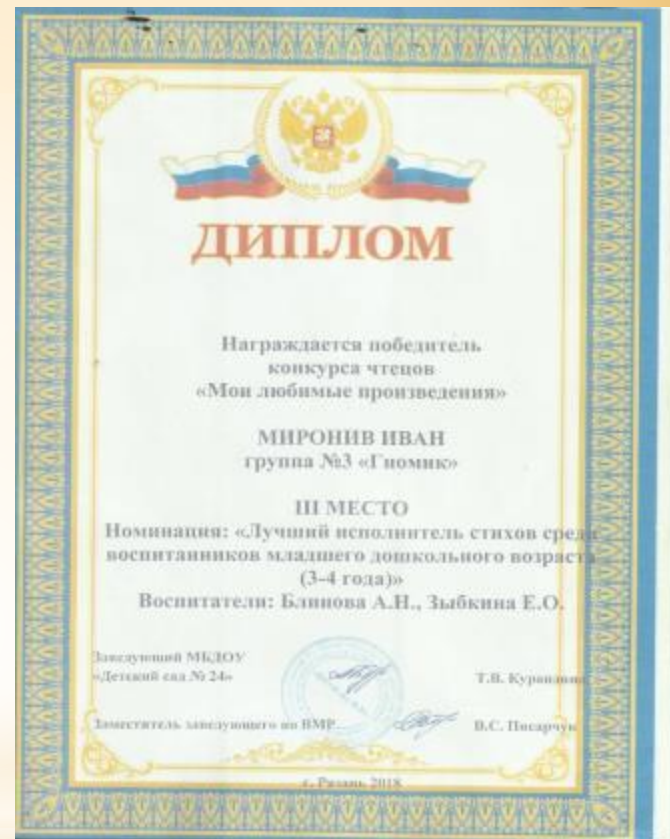 ДИПЛОМ
Награждается победитель
конкурса чтецов
«Мои любимые произведения»
МИРОНИВ ИВАН
группа №3 «Гномик»
III МЕСТО
Номинация: «Лучший исполнитель стихов среди
воспитанников младшего дошкольного возраста
(3-4 года)»
Воспитатели: Блинова А.Н., Зыбкина Е.О.
Заведующий МБДОУ
«Детский сад № 24»
Т.В.
Заместитель заведующего по ВМР
В.С. Писарчук
г. Рязань, 2018